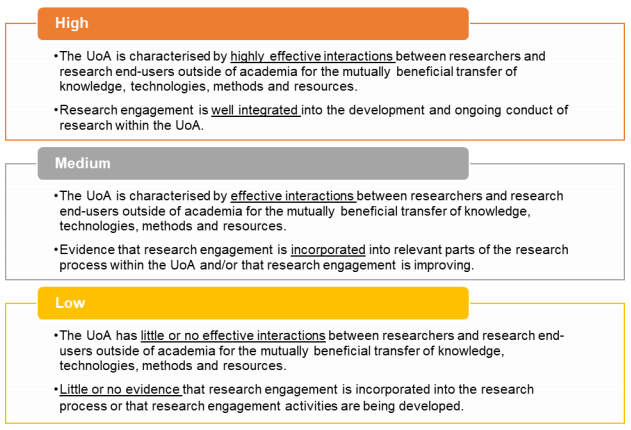 High
•The UoA is characterised by highly effective interactions between researchers and
research end-users outside of academia for the mutually beneficial transfer of
knowledge, technologies, methods and resources.
•Research engagement is well integrated into the development and ongoing conduct of
research within the UoA.
Medium
•The UoA is characterised by effective interactions between researchers and research
end-users outside of academia for the mutually beneficial transfer of knowledge,
technologies, methods and resources.
•Evidence that research engagement is incorporated into relevant parts of the research
process within the UoA and/or that research engagement is improving.
Low
•The UoA has little or no effective interactions between researchers and research end-
users outside of academia for the mutually beneficial transfer of knowledge,
technologies, methods and resources.
•Little or no evidence that research engagement is incorporated into the research
process or that research engagement activities are being developed.